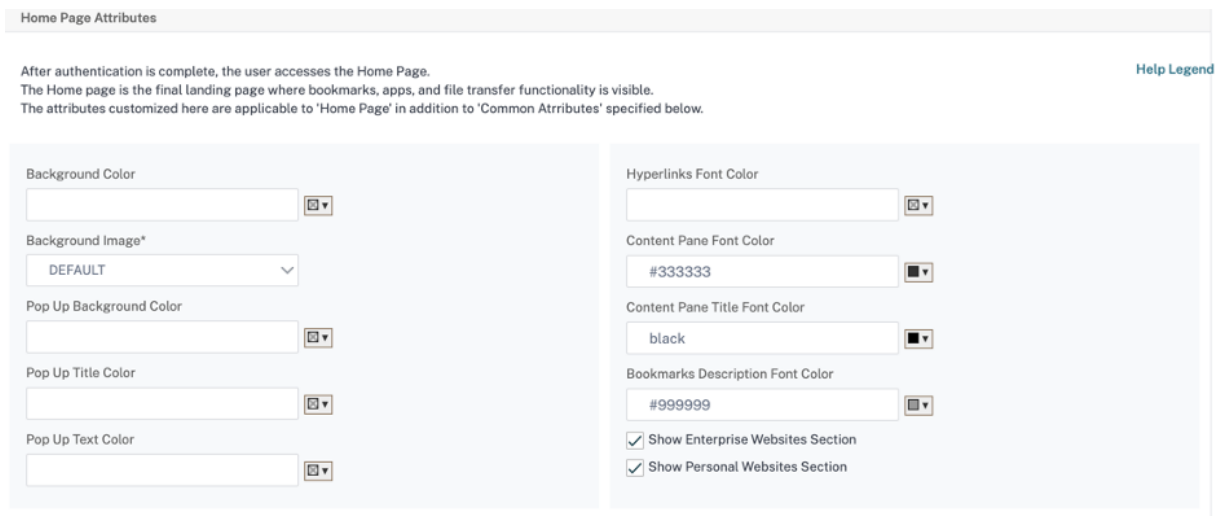 Home Page Attributes
After authentication is complete, the user accesses the Home Page.
Help Legend
The Home page is the final landing page where bookmarks, apps, and file transfer functionality is visible.
The attributes customized here are applicable to 'Home Page' in addition to 'Common Atrributes' specified below.
Background Color
Background Image*
DEFAULT
Pop Up Background Color
Pop Up Title Color
Pop Up Text Color
Hyperlinks Font Color
Content Pane Font Color
#333333
Content Pane Title Font Color
black
Bookmarks Description Font Color
#999999
Show Enterprise Websites Section
Show Personal Websites Section